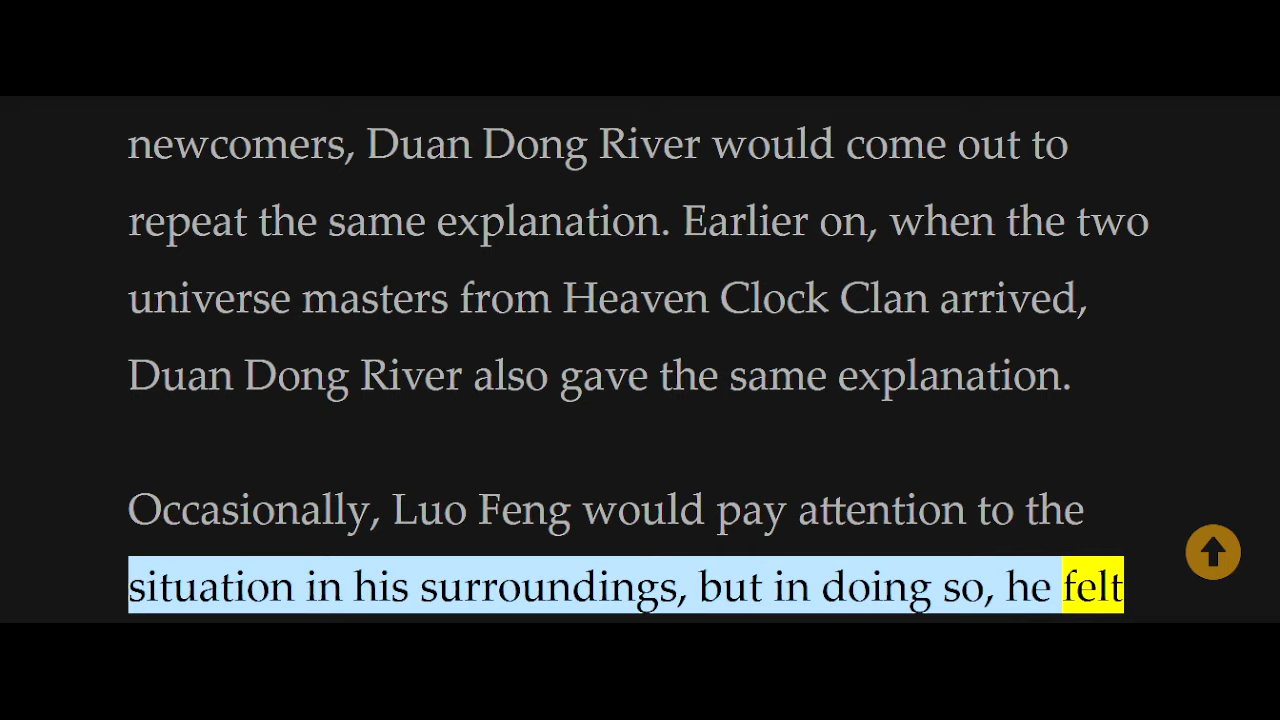 newcomers, Duan Dong River would come out to
repeat the same explanation. Earlier on, when the two
universe masters from Heaven Clock Clan arrived,
Duan Dong River also gave the same explanation.
Occasionally, Luo Feng would pay attention to the
situation in his surroundings, but in doing so, he felt